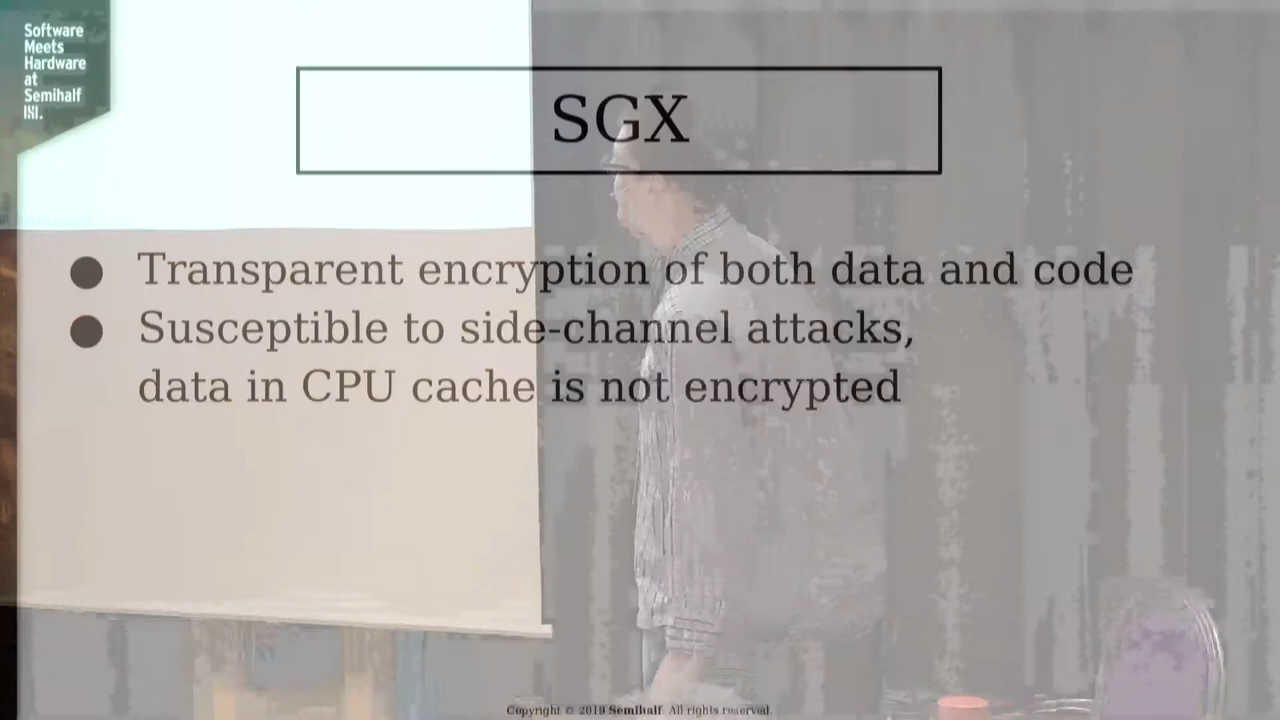 Software
Meets
Hardware
at
Semihalf
SGX
● Transparent encryption of both data and code
● Susceptible to side-channel attacks,
data in CPU cache is not encrypted
Copyright © 2019 Semihalf. All rights reserved.